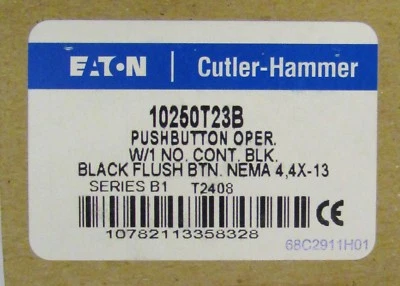 EATON Cutler-Hammer
10250T23B
PUSHBUTTON OPER.
W/1 NO. CONT. BLK.
BLACK FLUSH BTN. NEMA 4,4X-13
SERIES B1 T2408
10782113358328
68C2911H01